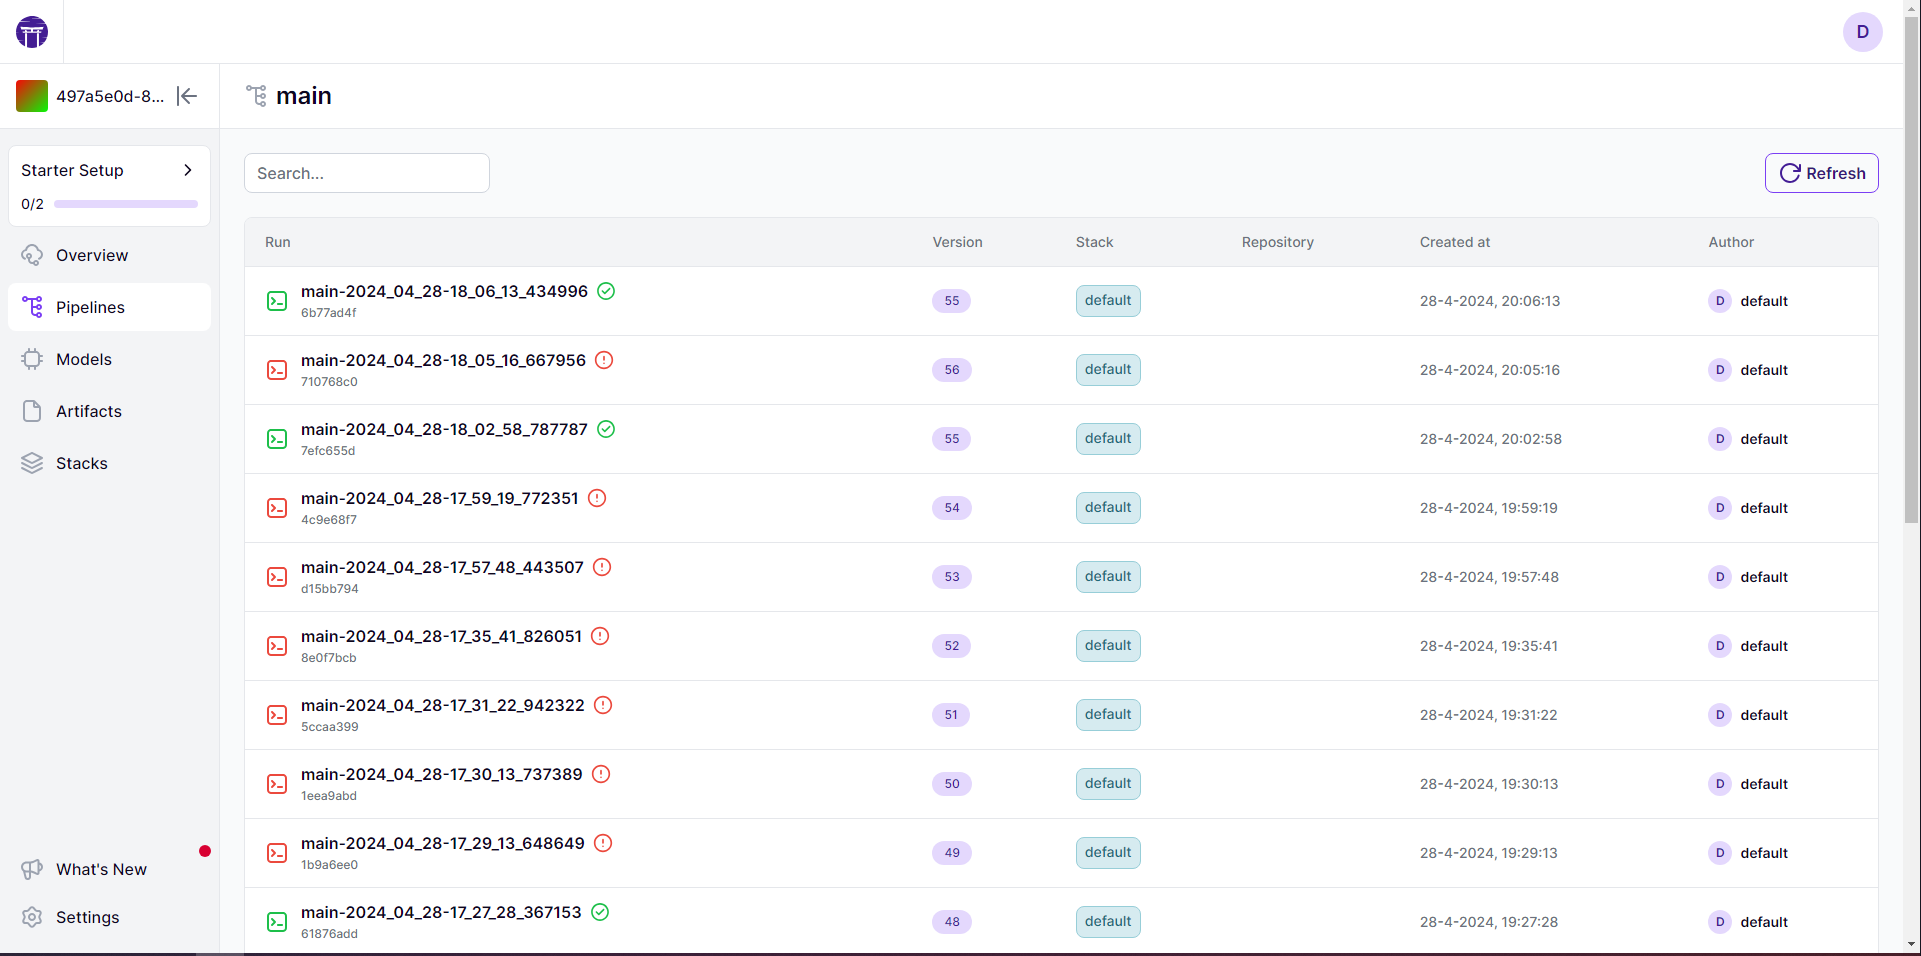 D
497a5e0d-8...
main
Starter Setup
0/2
Overview
Pipelines
Models
Artifacts
Stacks
What's New
Settings
Search...
Refresh
Run Version Stack Repository Created at Author
main-2024_04_28-18_06_13_434996
6b77ad4f
55 default 28-4-2024, 20:06:13 D default
main-2024_04_28-18_05_16_667956
710768c0
56 default 28-4-2024, 20:05:16 D default
main-2024_04_28-18_02_58_787787
7efc655d
55 default 28-4-2024, 20:02:58 D default
main-2024_04_28-17_59_19_772351
4c9e68f7
54 default 28-4-2024, 19:59:19 D default
main-2024_04_28-17_57_48_443507
d15bb794
53 default 28-4-2024, 19:57:48 D default
main-2024_04_28-17_35_41_826051
8e0f7bcb
52 default 28-4-2024, 19:35:41 D default
main-2024_04_28-17_31_22_942322
5ccaa399
51 default 28-4-2024, 19:31:22 D default
main-2024_04_28-17_30_13_737389
1eea9abd
50 default 28-4-2024, 19:30:13 D default
main-2024_04_28-17_29_13_648649
1b9a6ee0
49 default 28-4-2024, 19:29:13 D default
main-2024_04_28-17_27_28_367153
61876add
48 default 28-4-2024, 19:27:28 D default